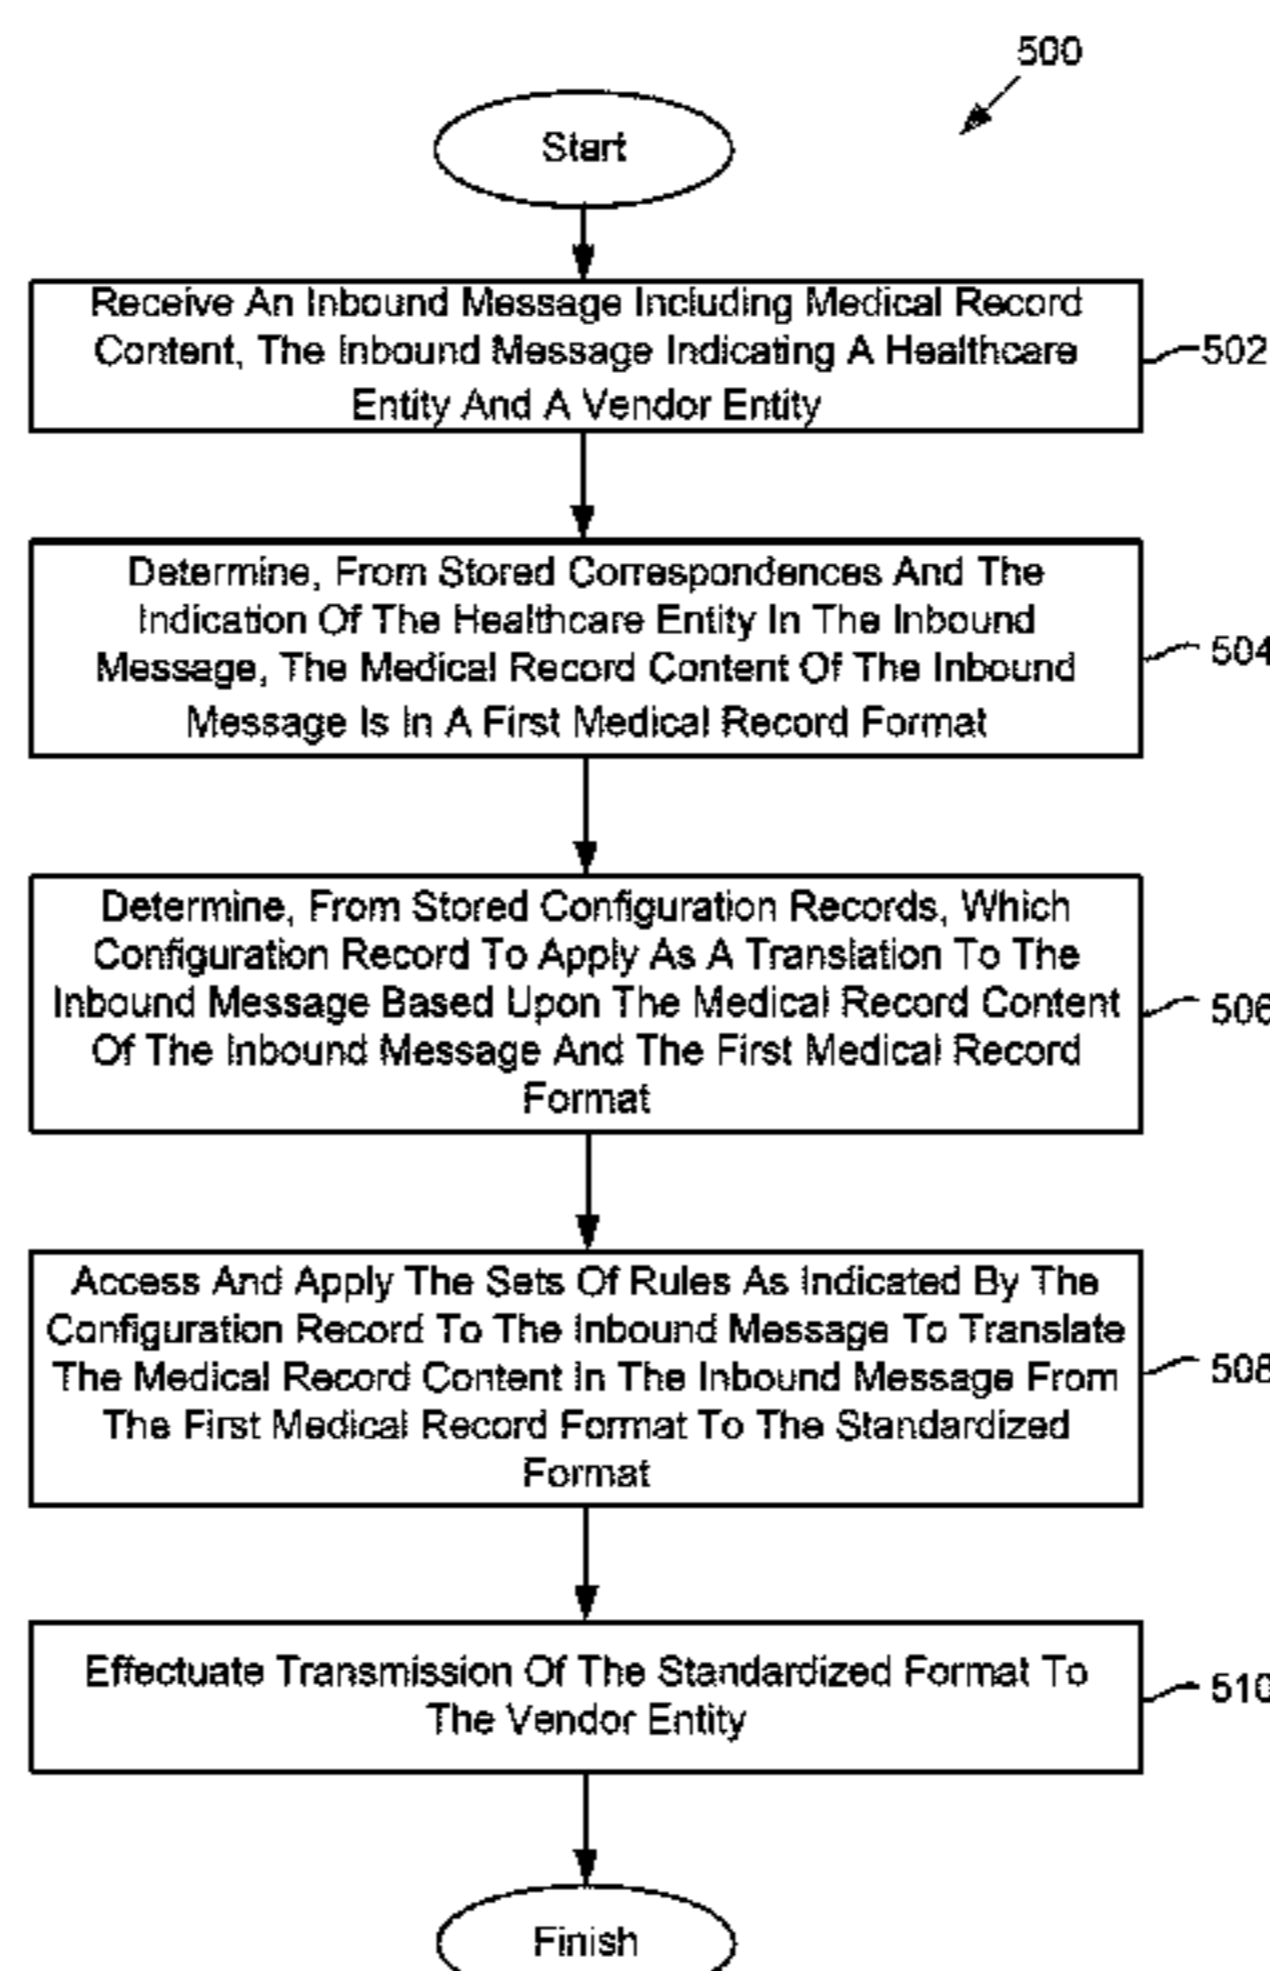 500
Start
Receive An Inbound Message Including Medical Record
Content, The Inbound Message Indicating A Healthcare
Entity And A Vendor Entity
502
Determine, From Stored Correspondences And The
Indication Of The Healthcare Entity In The Inbound
Message, The Medical Record Content Of The Inbound
Message Is In A First Medical Record Format
504
Determine, From Stored Configuration Records, Which
Configuration Record To Apply As A Translation To The
Inbound Message Based Upon The Medical Record Content
Of The Inbound Message And The First Medical Record
Format
506
Access And Apply The Sets Of Rules As Indicated By The
Configuration Record To The Inbound Message To Translate
The Medical Record Content In The Inbound Message From
The First Medical Record Format To The Standardized
Format
508
Effectuate Transmission Of The Standardized Format To
The Vendor Entity
510
Finish